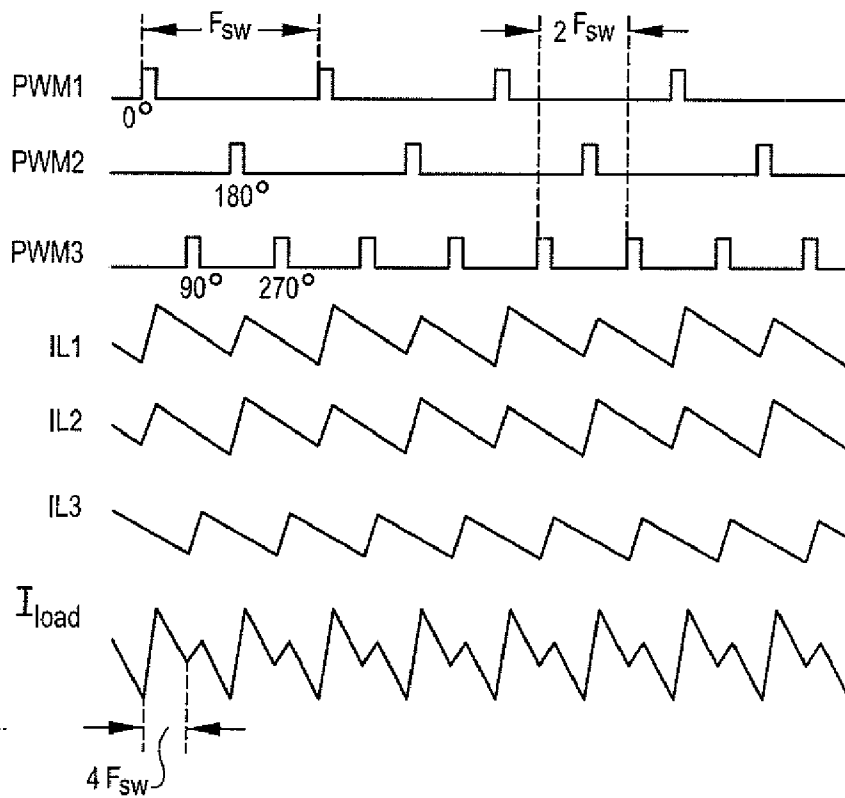 F_SW
2 F_SW
PWM1
0°
PWM2
180°
PWM3
90° 270°
IL1
IL2
IL3
I_load
4 F_SW